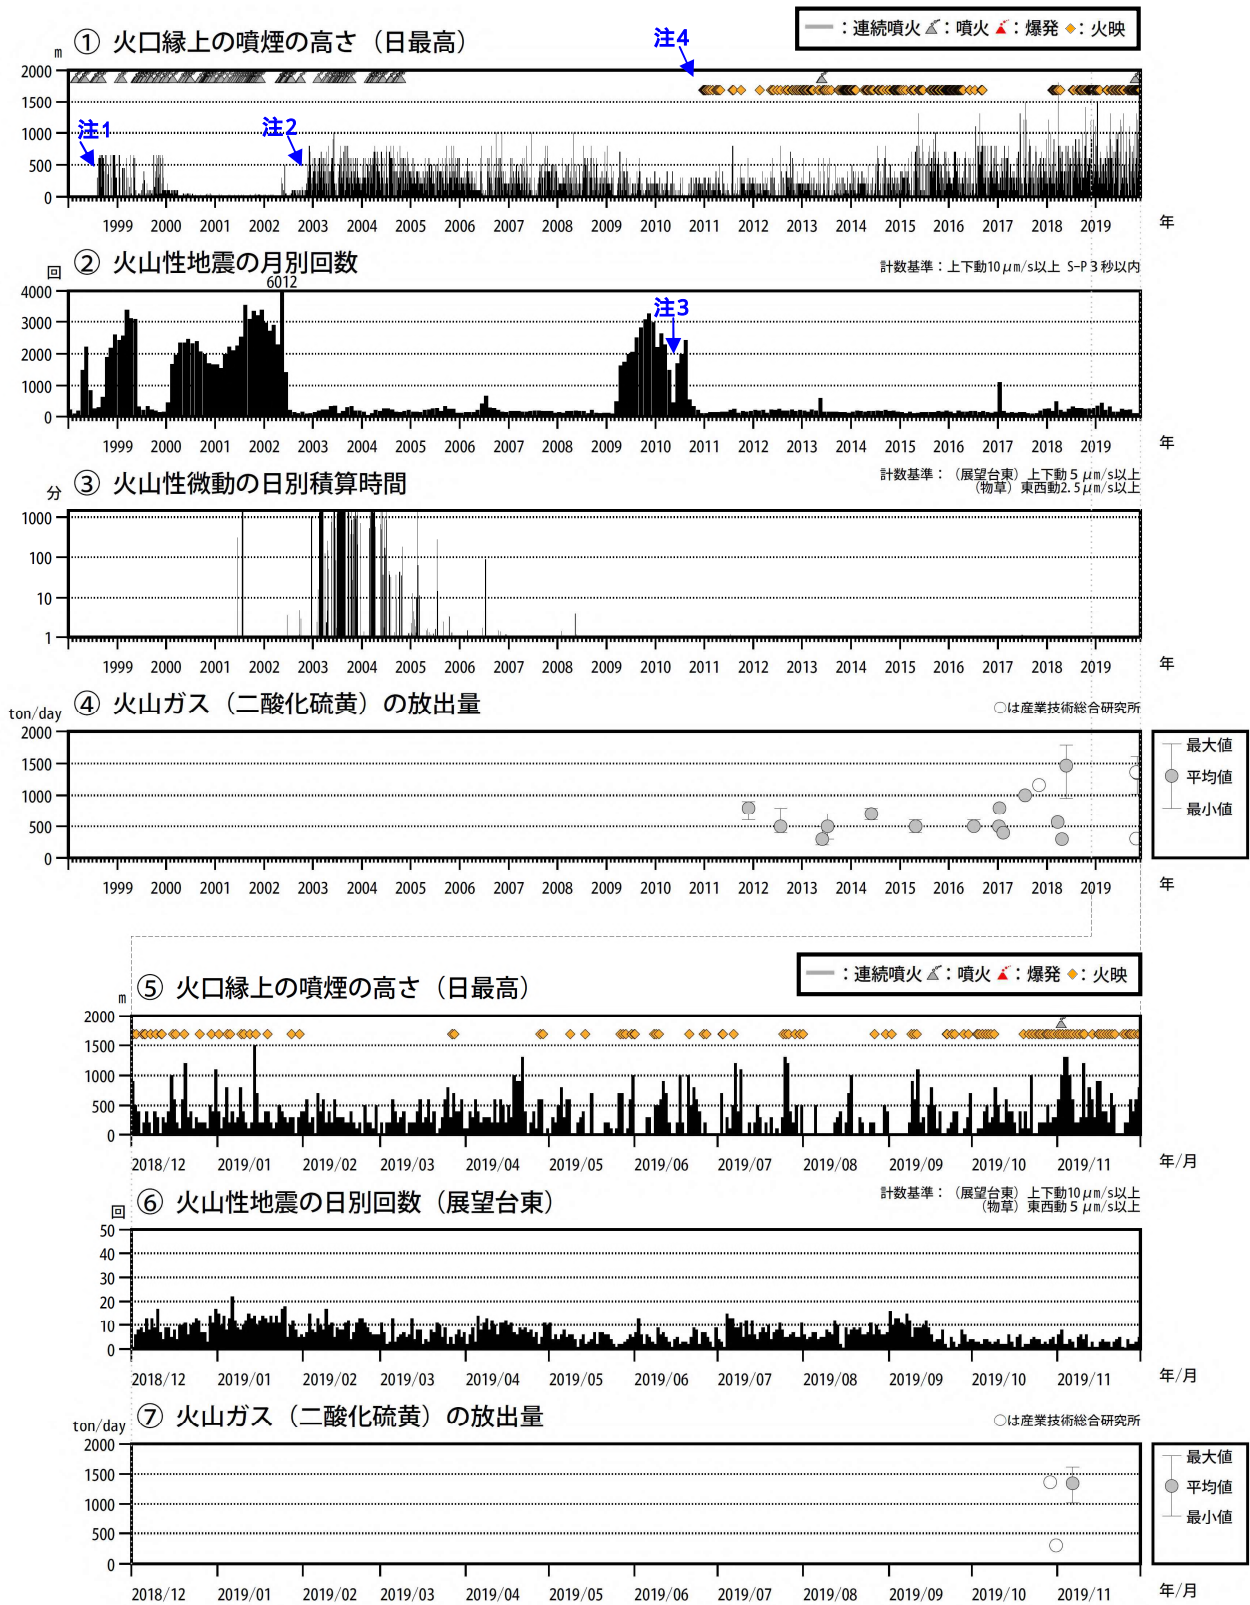 ：連続噴火 ：噴火 ：爆発 ：火映
① 火口縁上の噴煙の高さ（日最高）
注4
m
2000
1500
1000
500
0
注1
注2
1999 2000 2001 2002 2003 2004 2005 2006 2007 2008 2009 2010 2011 2012 2013 2014 2015 2016 2017 2018 2019
年
② 火山性地震の月別回数
回
計数基準：上下動10μm/s以上 S-P３秒以内
6012
4000
3000
2000
1000
0
注3
1999 2000 2001 2002 2003 2004 2005 2006 2007 2008 2009 2010 2011 2012 2013 2014 2015 2016 2017 2018 2019
年
③ 火山性微動の日別積算時間
分
計数基準：（展望台東）上下動５μm/s以上
（物草）東西動2.5μm/s以上
1000
100
10
1
1999 2000 2001 2002 2003 2004 2005 2006 2007 2008 2009 2010 2011 2012 2013 2014 2015 2016 2017 2018 2019
年
④ 火山ガス（二酸化硫黄）の放出量
ton/day
○は産業技術総合研究所
2000
1500
1000
500
0
最大値
平均値
最小値
1999 2000 2001 2002 2003 2004 2005 2006 2007 2008 2009 2010 2011 2012 2013 2014 2015 2016 2017 2018 2019
年
：連続噴火 ：噴火 ：爆発 ：火映
⑤ 火口縁上の噴煙の高さ（日最高）
m
2000
1500
1000
500
0
2018/12 2019/01 2019/02 2019/03 2019/04 2019/05 2019/06 2019/07 2019/08 2019/09 2019/10 2019/11
年/月
⑥ 火山性地震の日別回数（展望台東）
回
計数基準：（展望台東）上下動10μm/s以上
（物草）東西動５μm/s以上
50
40
30
20
10
0
2018/12 2019/01 2019/02 2019/03 2019/04 2019/05 2019/06 2019/07 2019/08 2019/09 2019/10 2019/11
年/月
⑦ 火山ガス（二酸化硫黄）の放出量
ton/day
○は産業技術総合研究所
2000
1500
1000
500
0
最大値
平均値
最小値
2018/12 2019/01 2019/02 2019/03 2019/04 2019/05 2019/06 2019/07 2019/08 2019/09 2019/10 2019/11
年/月